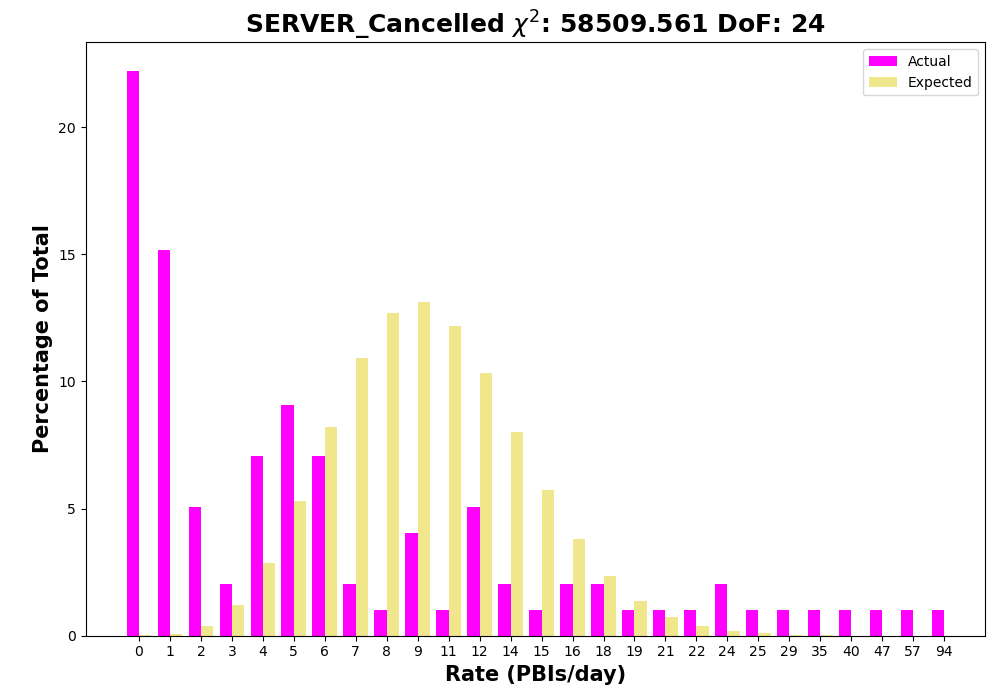 SERVER_Cancelled χ²: 58509.561 DoF: 24
Actual
Expected
Percentage of Total
20
15
10
5
0
0 1 2 3 4 5 6 7 8 9 11 12 14 15 16 18 19 21 22 24 25 29 35 40 47 57 94
Rate (PBIs/day)